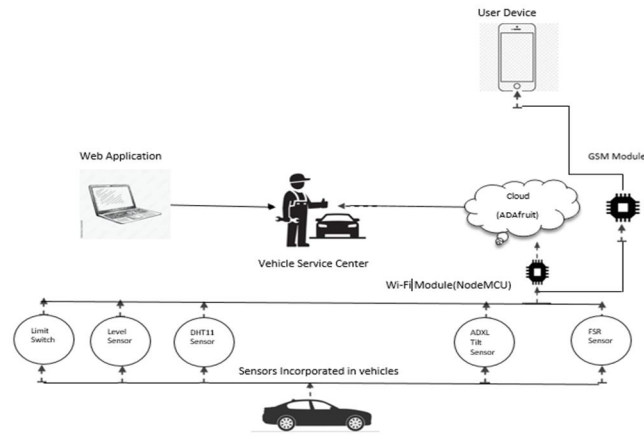 User Device
GSM Module
Web Application
Cloud
(ADAfruit)
Vehicle Service Center
Wi-Fi Module(NodeMCU)
Limit
Switch
Level
Sensor
DHT11
Sensor
ADXL
Tilt
Sensor
FSR
Sensor
Sensors Incorporated in vehicles